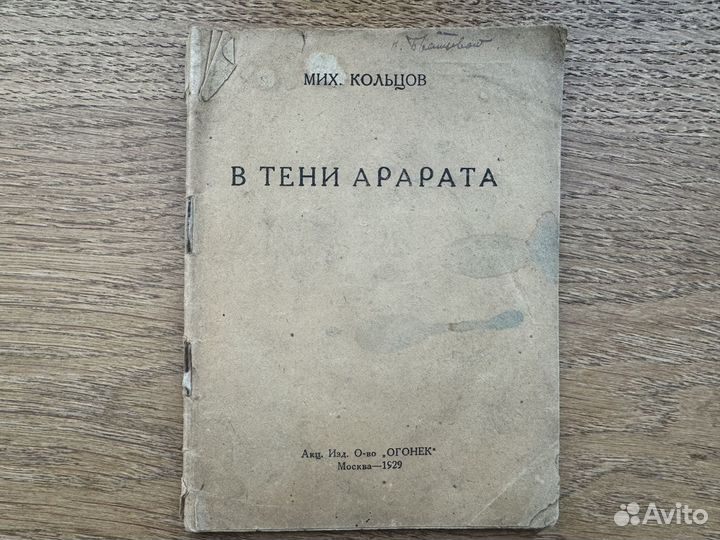 МИХ. КОЛЬЦОВ
В ТЕНИ АРАРАТА
Акц. Изд. О-во „ОГОНЕК"
Москва—1929
Avito